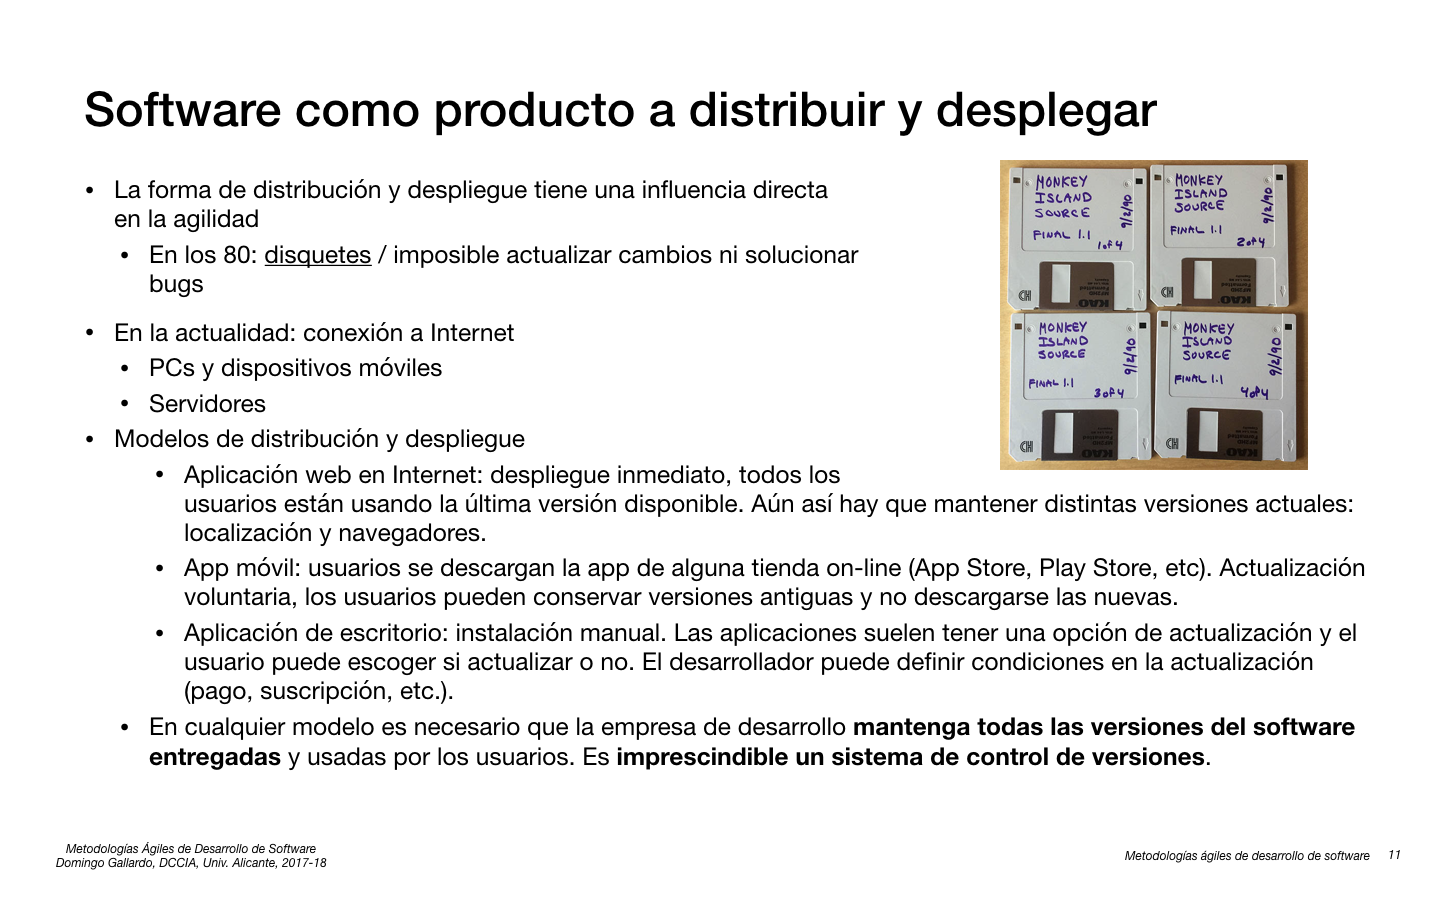 Software como producto a distribuir y desplegar
• La forma de distribución y despliegue tiene una influencia directa
en la agilidad
• En los 80: disquetes / imposible actualizar cambios ni solucionar
bugs
• En la actualidad: conexión a Internet
• PCs y dispositivos móviles
• Servidores
• Modelos de distribución y despliegue
• Aplicación web en Internet: despliegue inmediato, todos los
usuarios están usando la última versión disponible. Aún así hay que mantener distintas versiones actuales:
localización y navegadores.
• App móvil: usuarios se descargan la app de alguna tienda on-line (App Store, Play Store, etc). Actualización
voluntaria, los usuarios pueden conservar versiones antiguas y no descargarse las nuevas.
• Aplicación de escritorio: instalación manual. Las aplicaciones suelen tener una opción de actualización y el
usuario puede escoger si actualizar o no. El desarrollador puede definir condiciones en la actualización
(pago, suscripción, etc.).
• En cualquier modelo es necesario que la empresa de desarrollo mantenga todas las versiones del software
entregadas y usadas por los usuarios. Es imprescindible un sistema de control de versiones.
MONKEY
ISLAND
SOURCE
9/2/90
FINAL 1.1
1 of 4
KAO
MONKEY
ISLAND
SOURCE
9/2/90
FINAL 1.1
2 of 4
KAO
MONKEY
ISLAND
SOURCE
9/2/90
FINAL 1.1
3 of 4
KAO
MONKEY
ISLAND
SOURCE
9/2/90
FINAL 1.1
4 of 4
KAO
Metodologías Ágiles de Desarrollo de Software
Domingo Gallardo, DCCIA, Univ. Alicante, 2017-18
Metodologías ágiles de desarrollo de software 11